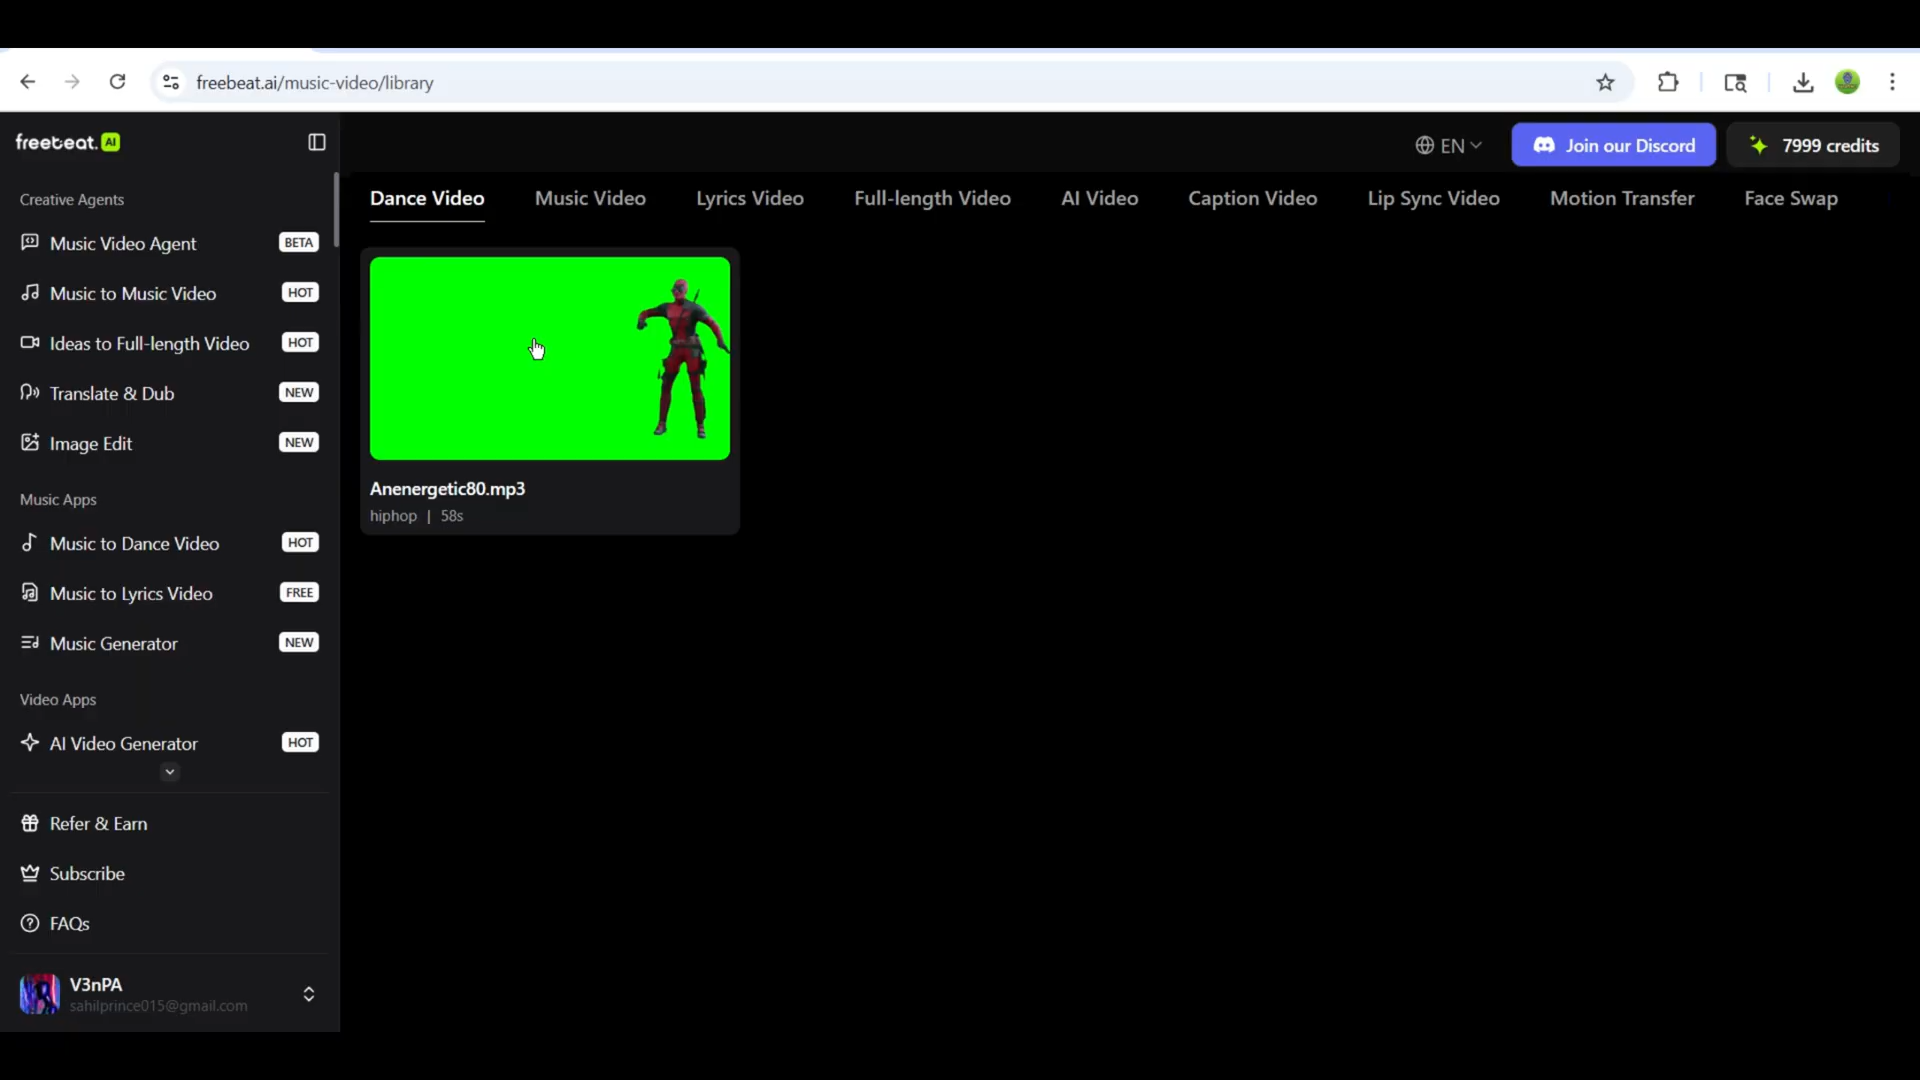 freebeat.ai/music-video/library
freebeat. AI
EN
Join our Discord
7999 credits
Creative Agents
Music Video Agent BETA
Music to Music Video HOT
Ideas to Full-length Video HOT
Translate & Dub NEW
Image Edit NEW
Music Apps
Music to Dance Video HOT
Music to Lyrics Video FREE
Music Generator NEW
Video Apps
AI Video Generator HOT
Refer & Earn
Subscribe
FAQs
V3nPA
sahilprince015@gmail.com
Dance Video Music Video Lyrics Video Full-length Video AI Video Caption Video Lip Sync Video Motion Transfer Face Swap
Anenergetic80.mp3
hiphop | 58s